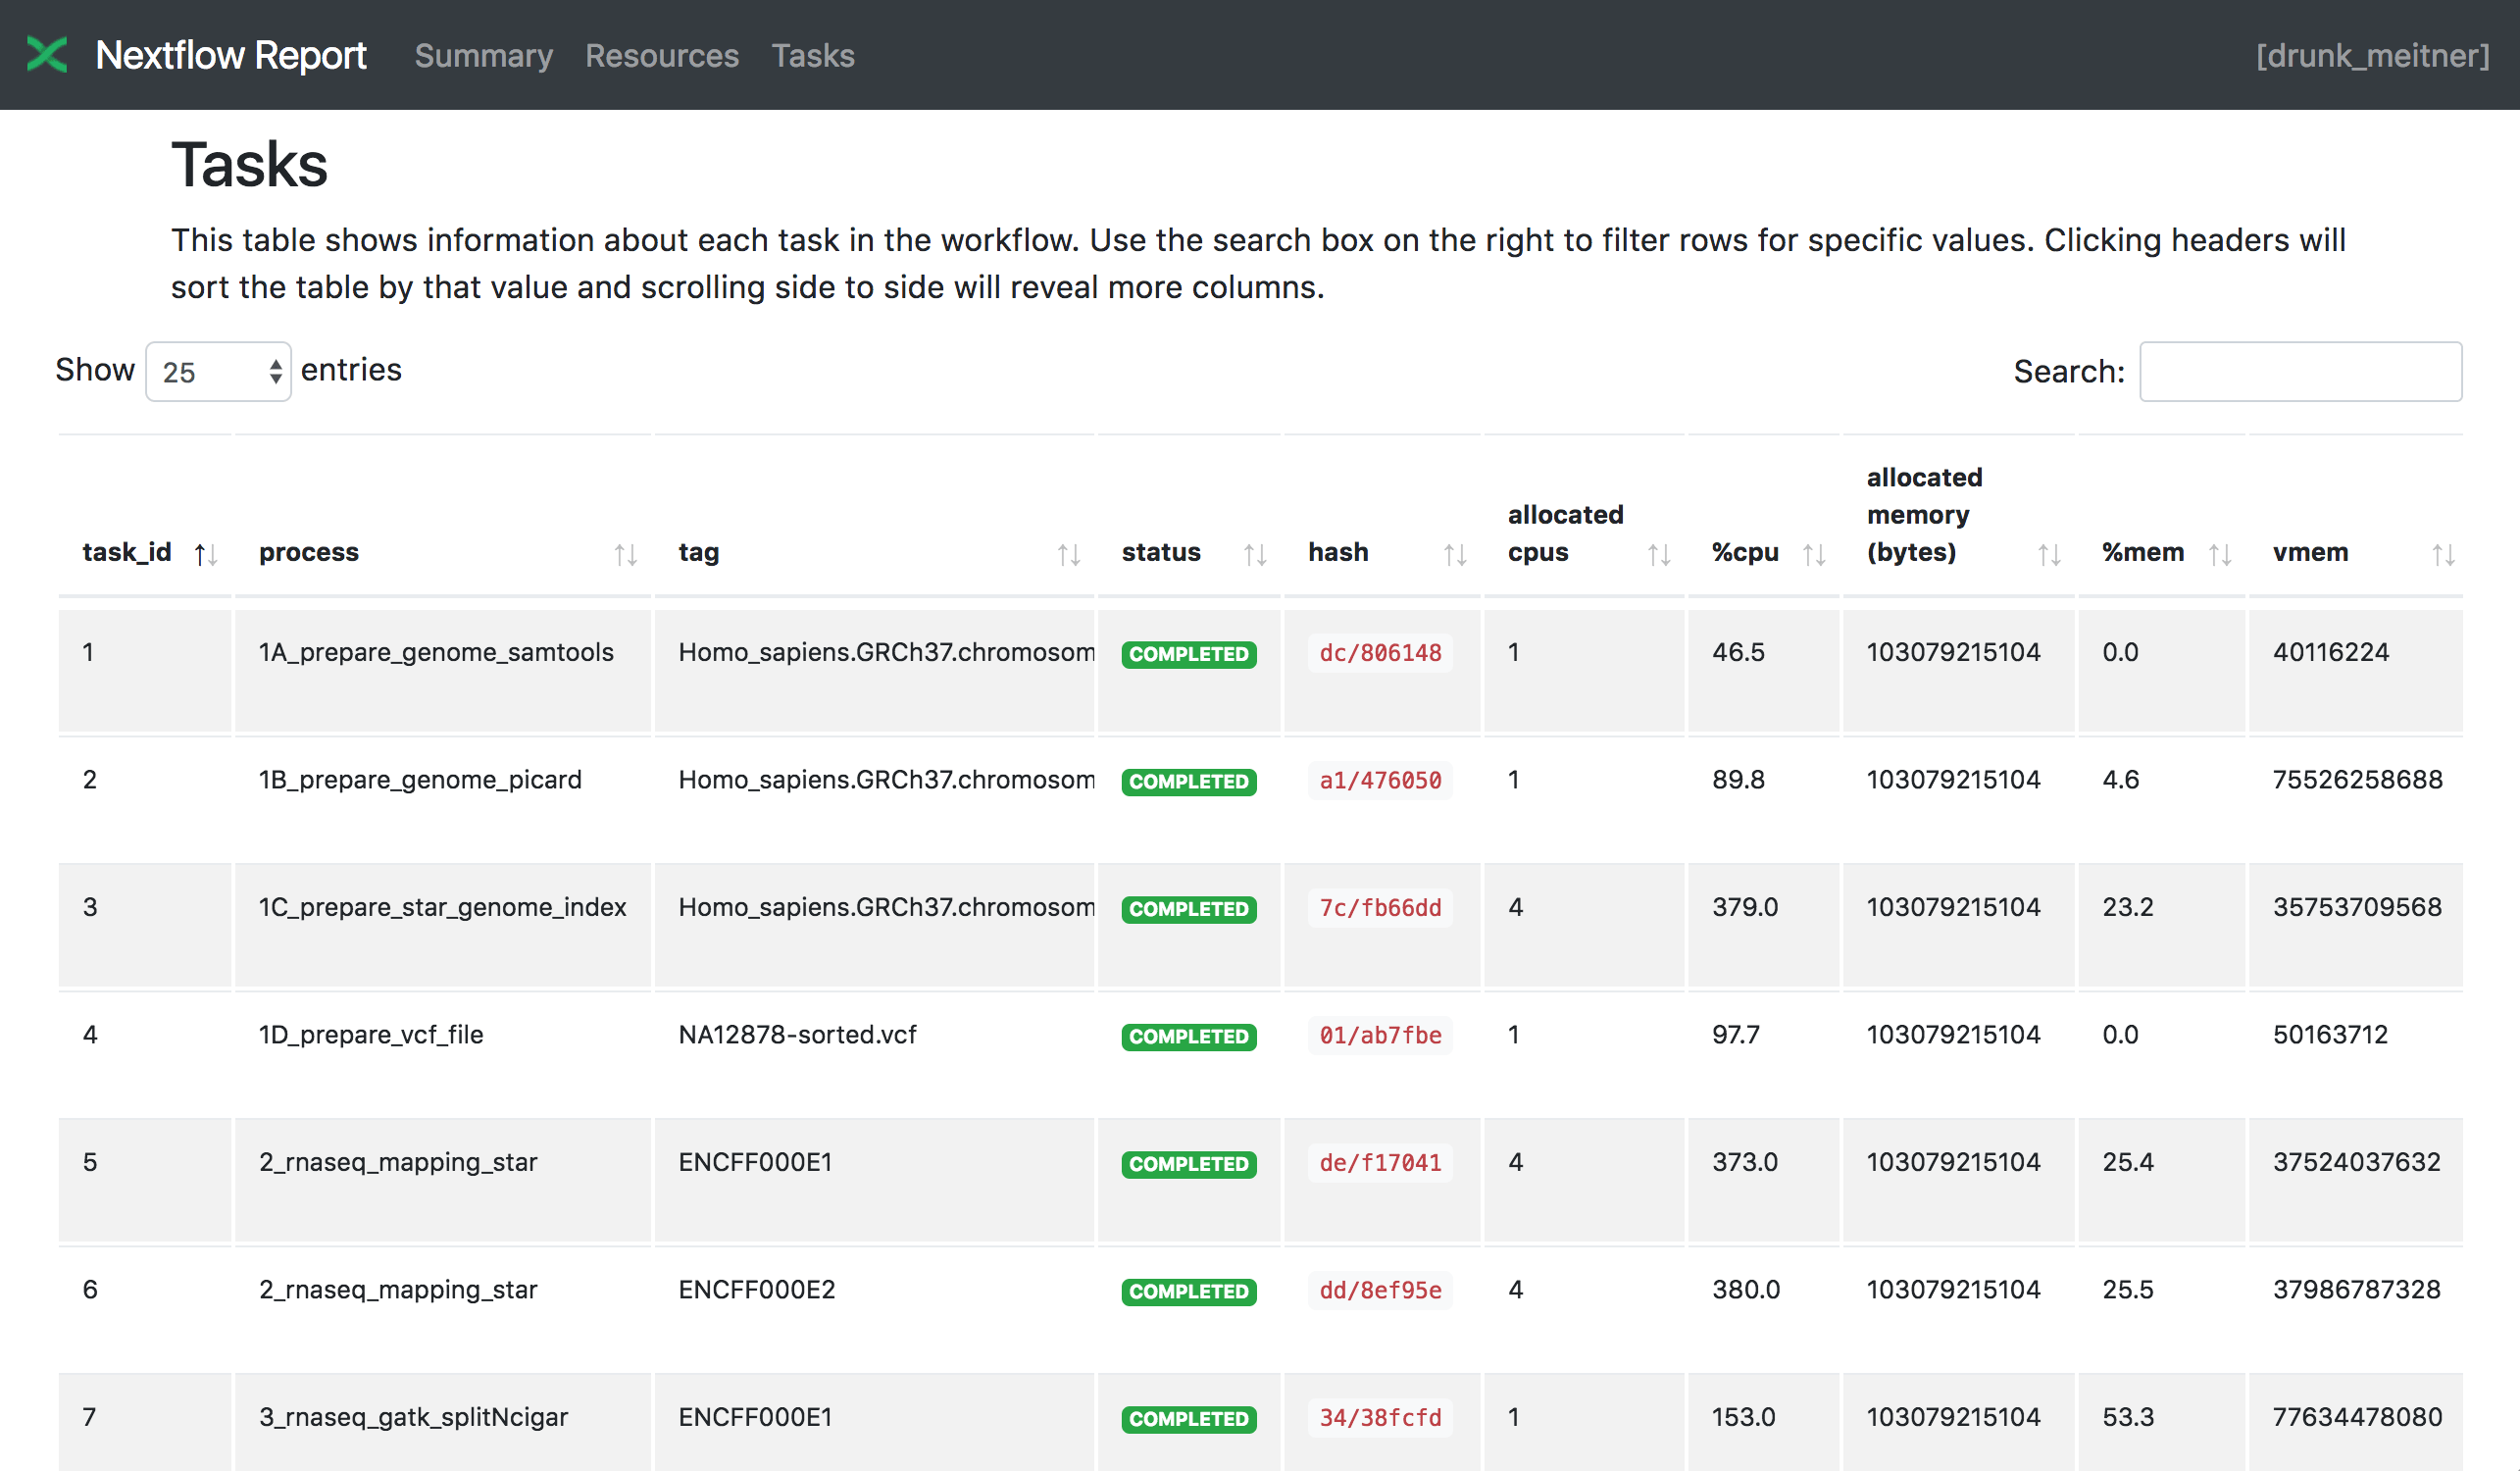 Nextflow Report Summary Resources Tasks [drunk_meitner]
Tasks
This table shows information about each task in the workflow. Use the search box on the right to filter rows for specific values. Clicking headers will
sort the table by that value and scrolling side to side will reveal more columns.
Show 25 entries Search:
task_id process tag status hash allocated cpus %cpu allocated memory (bytes) %mem vmem
1 1A_prepare_genome_samtools Homo_sapiens.GRCh37.chromosom COMPLETED dc/806148 1 46.5 103079215104 0.0 40116224
2 1B_prepare_genome_picard Homo_sapiens.GRCh37.chromosom COMPLETED a1/476050 1 89.8 103079215104 4.6 75526258688
3 1C_prepare_star_genome_index Homo_sapiens.GRCh37.chromosom COMPLETED 7c/fb66dd 4 379.0 103079215104 23.2 35753709568
4 1D_prepare_vcf_file NA12878-sorted.vcf COMPLETED 01/ab7fbe 1 97.7 103079215104 0.0 50163712
5 2_rnaseq_mapping_star ENCFF000E1 COMPLETED de/f17041 4 373.0 103079215104 25.4 37524037632
6 2_rnaseq_mapping_star ENCFF000E2 COMPLETED dd/8ef95e 4 380.0 103079215104 25.5 37986787328
7 3_rnaseq_gatk_splitNcigar ENCFF000E1 COMPLETED 34/38fcfd 1 153.0 103079215104 53.3 77634478080